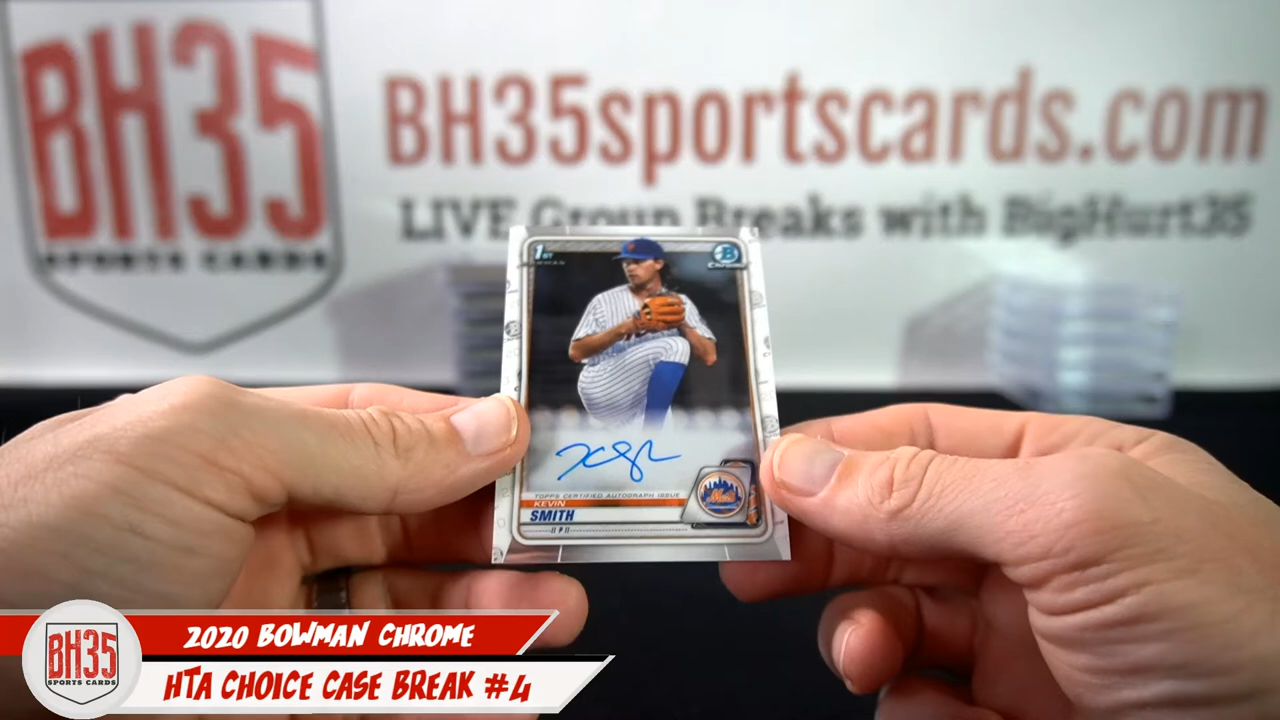 BH35
SPORTS CARDS
BH35sportscards.com
LIVE Group Breaks with BigHurt35
1ST
BOWMAN
B
CHROME
TOPPS CERTIFIED AUTOGRAPH ISSUE
KEVIN
SMITH
P
Mets
2020 BOWMAN CHROME
HTA CHOICE CASE BREAK #4
BH35
SPORTS CARDS